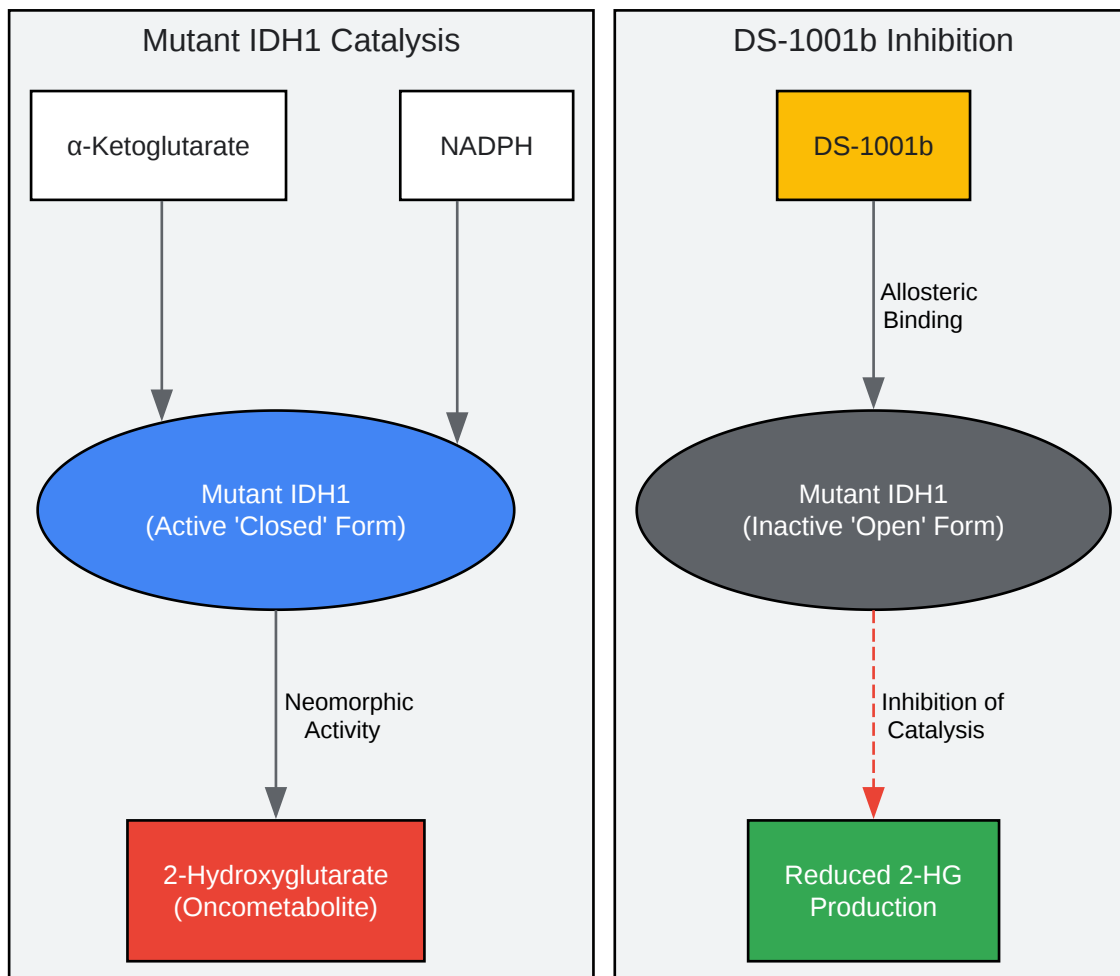 Mutant IDH1 Catalysis
α-Ketoglutarate
NADPH
Mutant IDH1
(Active 'Closed' Form)
Neomorphic
Activity
2-Hydroxyglutarate
(Oncometabolite)
DS-1001b Inhibition
DS-1001b
Allosteric
Binding
Mutant IDH1
(Inactive 'Open' Form)
Inhibition of
Catalysis
Reduced 2-HG
Production